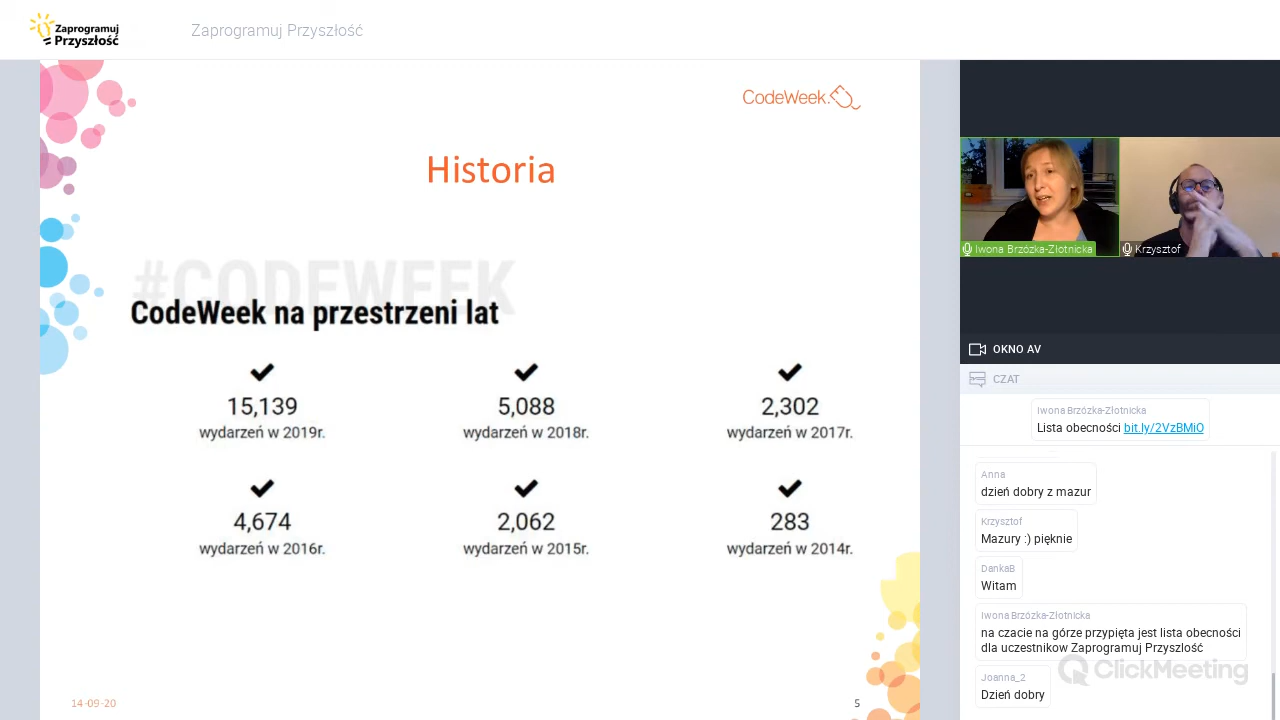 Zaprogramuj
Przyszłość
Zaprogramuj Przyszłość
CodeWeek.
Historia
#CODEWEEK
CodeWeek na przestrzeni lat
15,139
wydarzeń w 2019r.
5,088
wydarzeń w 2018r.
2,302
wydarzeń w 2017r.
4,674
wydarzeń w 2016r.
2,062
wydarzeń w 2015r.
283
wydarzeń w 2014r.
14-09-20
5
Iwona Brzózka-Złotnicka
Krzysztof
OKNO AV
CZAT
Iwona Brzózka-Złotnicka
Lista obecności bit.ly/2VzBMiO
Anna
dzień dobry z mazur
Krzysztof
Mazury :) pięknie
DankaB
Witam
Iwona Brzózka-Złotnicka
na czacie na górze przypięta jest lista obecności
dla uczestnikow Zaprogramuj Przyszlość
ClickMeeting
Joanna_2
Dzień dobry